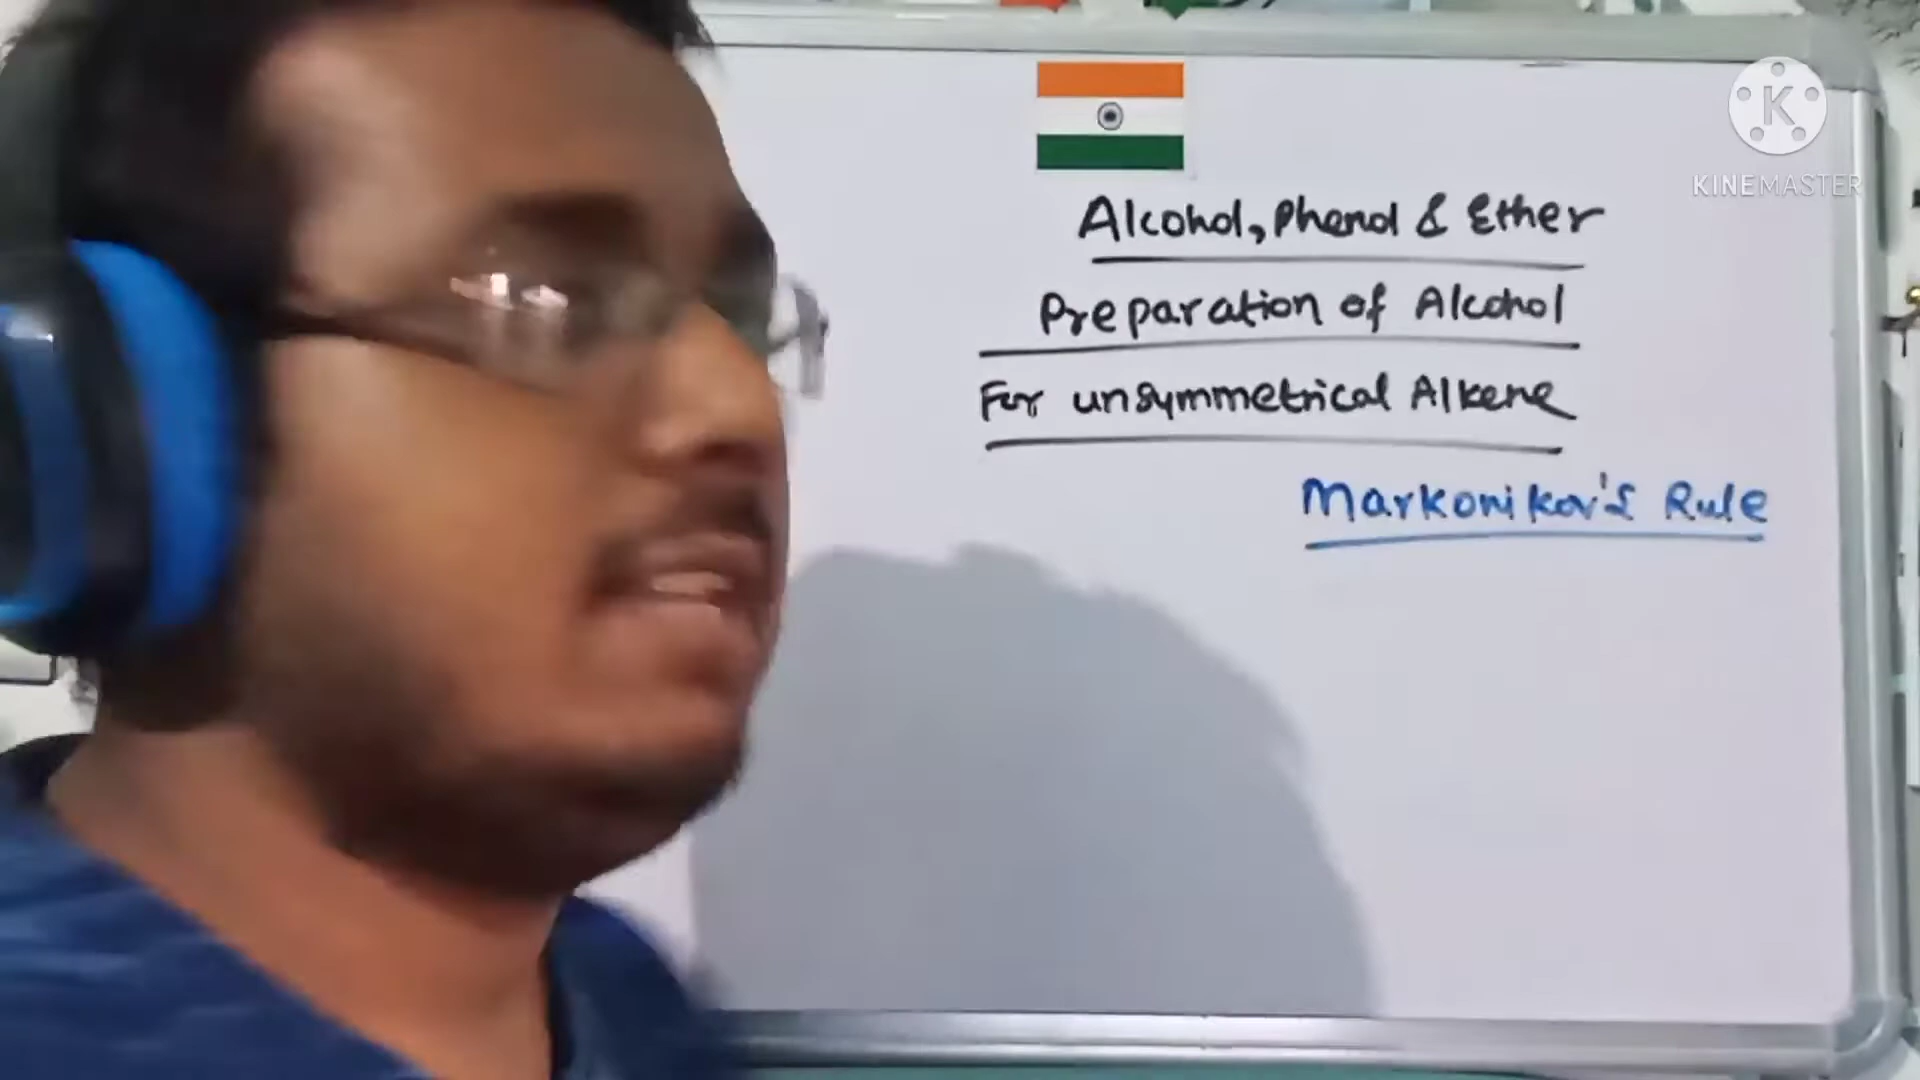 K
KINEMASTER
Alcohol, Phenol & Ether
Preparation of Alcohol
For unsymmetrical Alkene
Markonikov's Rule